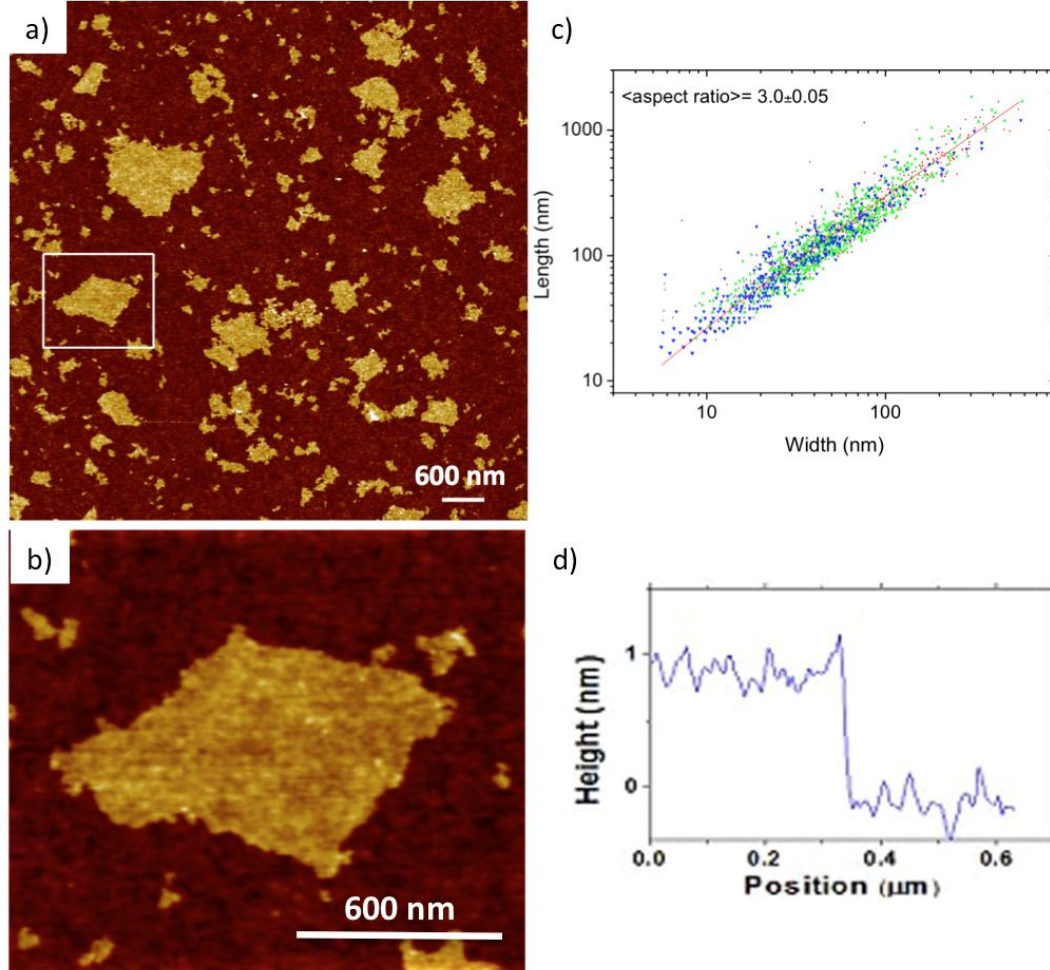 a)
600 nm
b)
600 nm
c)
<aspect ratio>= 3.0±0.05
1000
100
10
Length (nm)
10
100
Width (nm)
d)
1
0
Height (nm)
0.0
0.2
0.4
0.6
Position (μm)